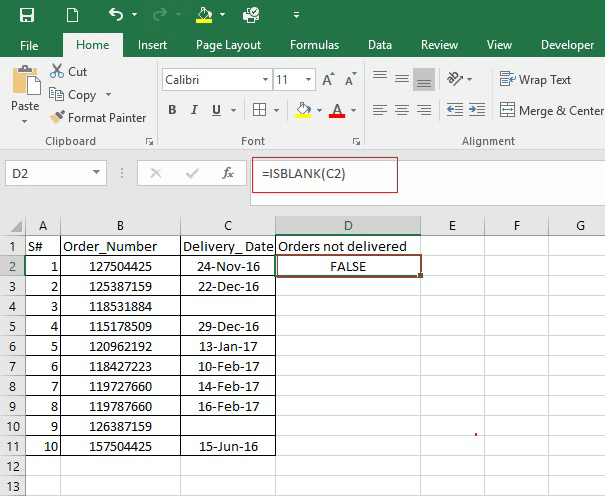 File Home Insert Page Layout Formulas Data Review View Developer
Paste Cut Copy Format Painter
Calibri 11 A A
B I U A
ab Wrap Text
Merge & Center
Clipboard Font Alignment
D2 fx =ISBLANK(C2)
A B C D E F G
1 S# Order_Number Delivery_ Date Orders not delivered
2 1 127504425 24-Nov-16 FALSE
3 2 125387159 22-Dec-16
4 3 118531884
5 4 115178509 29-Dec-16
6 5 120962192 13-Jan-17
7 6 118427223 10-Feb-17
8 7 119727660 14-Feb-17
9 8 119787660 16-Feb-17
10 9 126387159
11 10 157504425 15-Jun-16
12
13